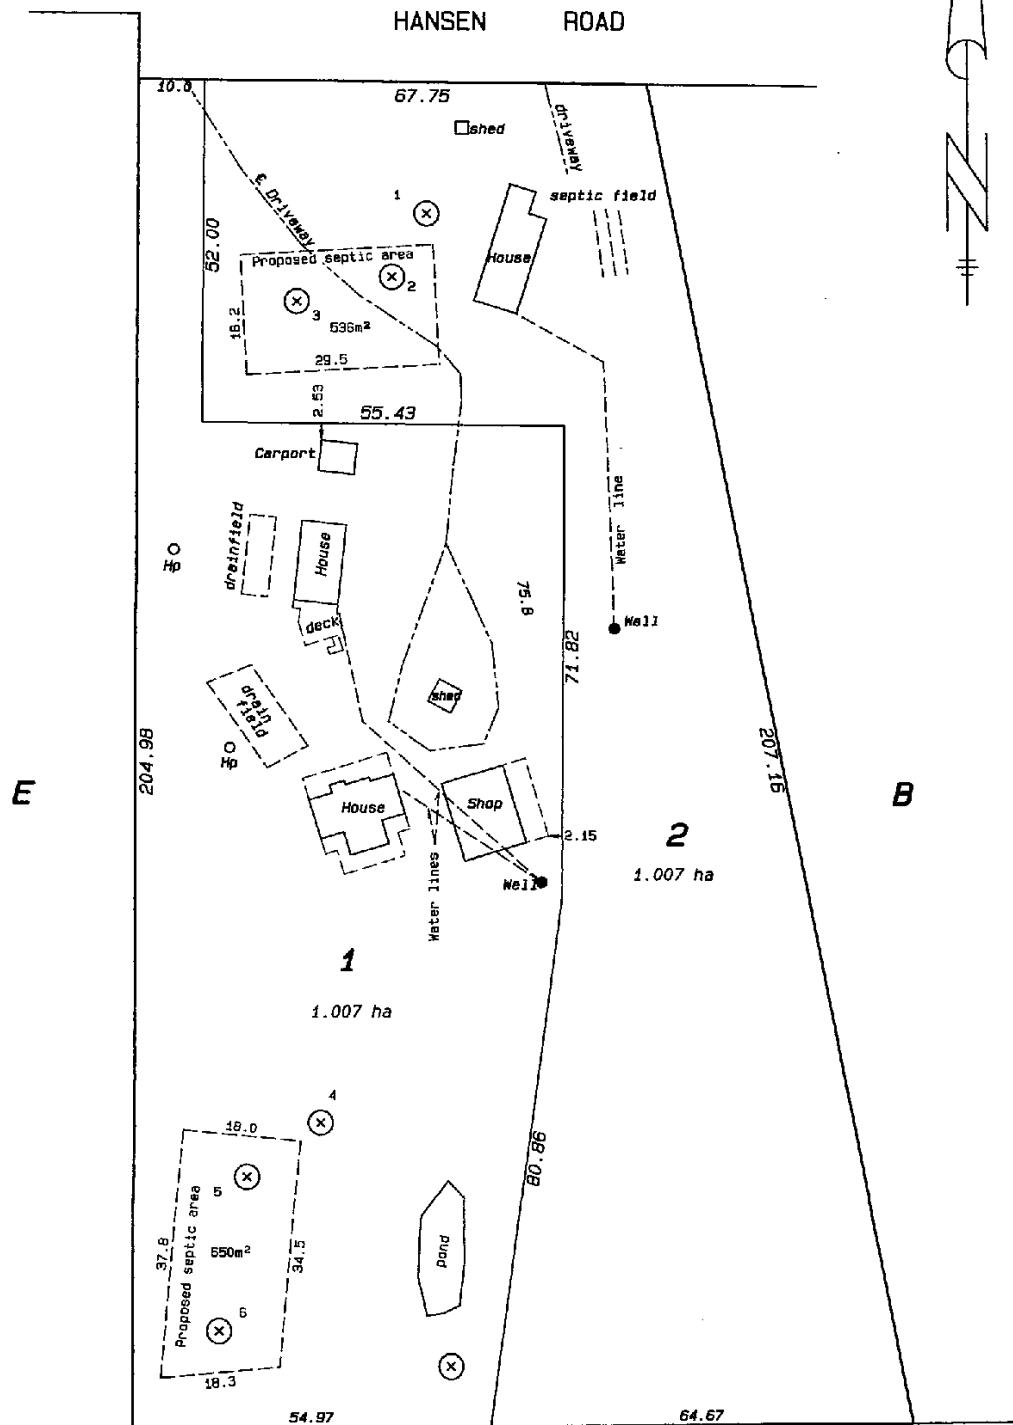 HANSEN ROAD
10.0
67.75
shed
driveway
℄ Driveway
1
septic field
52.00
Proposed septic area
House
2
3
16.2
536m²
29.5
2.53
55.43
Carport
drainfield
House
Hp
Water line
deck
75.8
Well
71.82
shed
drain
field
Hp
204.98
207.16
E
B
House
Shop
2.15
2
1.007 ha
Well
Water lines
1
1.007 ha
4
18.0
5
80.86
Proposed septic area
37.8
650m²
34.5
pond
6
18.3
54.97
64.67
N